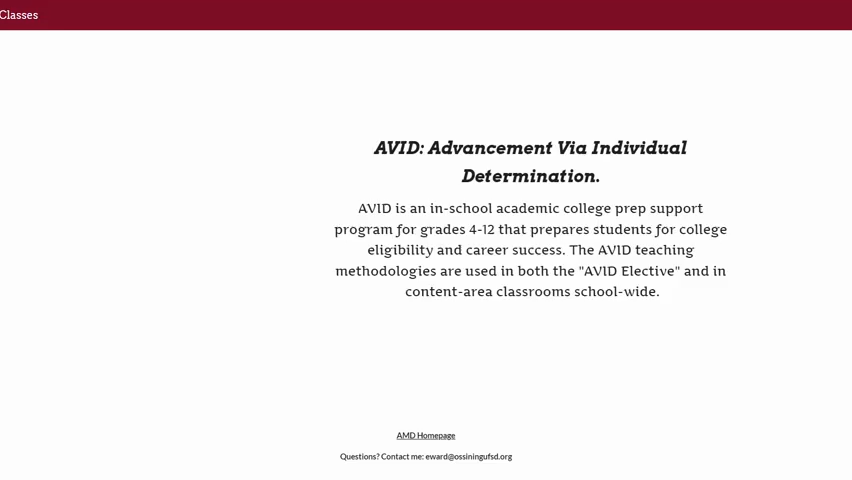 Classes
AVID: Advancement Via Individual
Determination.
AVID is an in-school academic college prep support
program for grades 4-12 that prepares students for college
eligibility and career success. The AVID teaching
methodologies are used in both the "AVID Elective" and in
content-area classrooms school-wide.
AMD Homepage
Questions? Contact me: eward@ossiningufsd.org